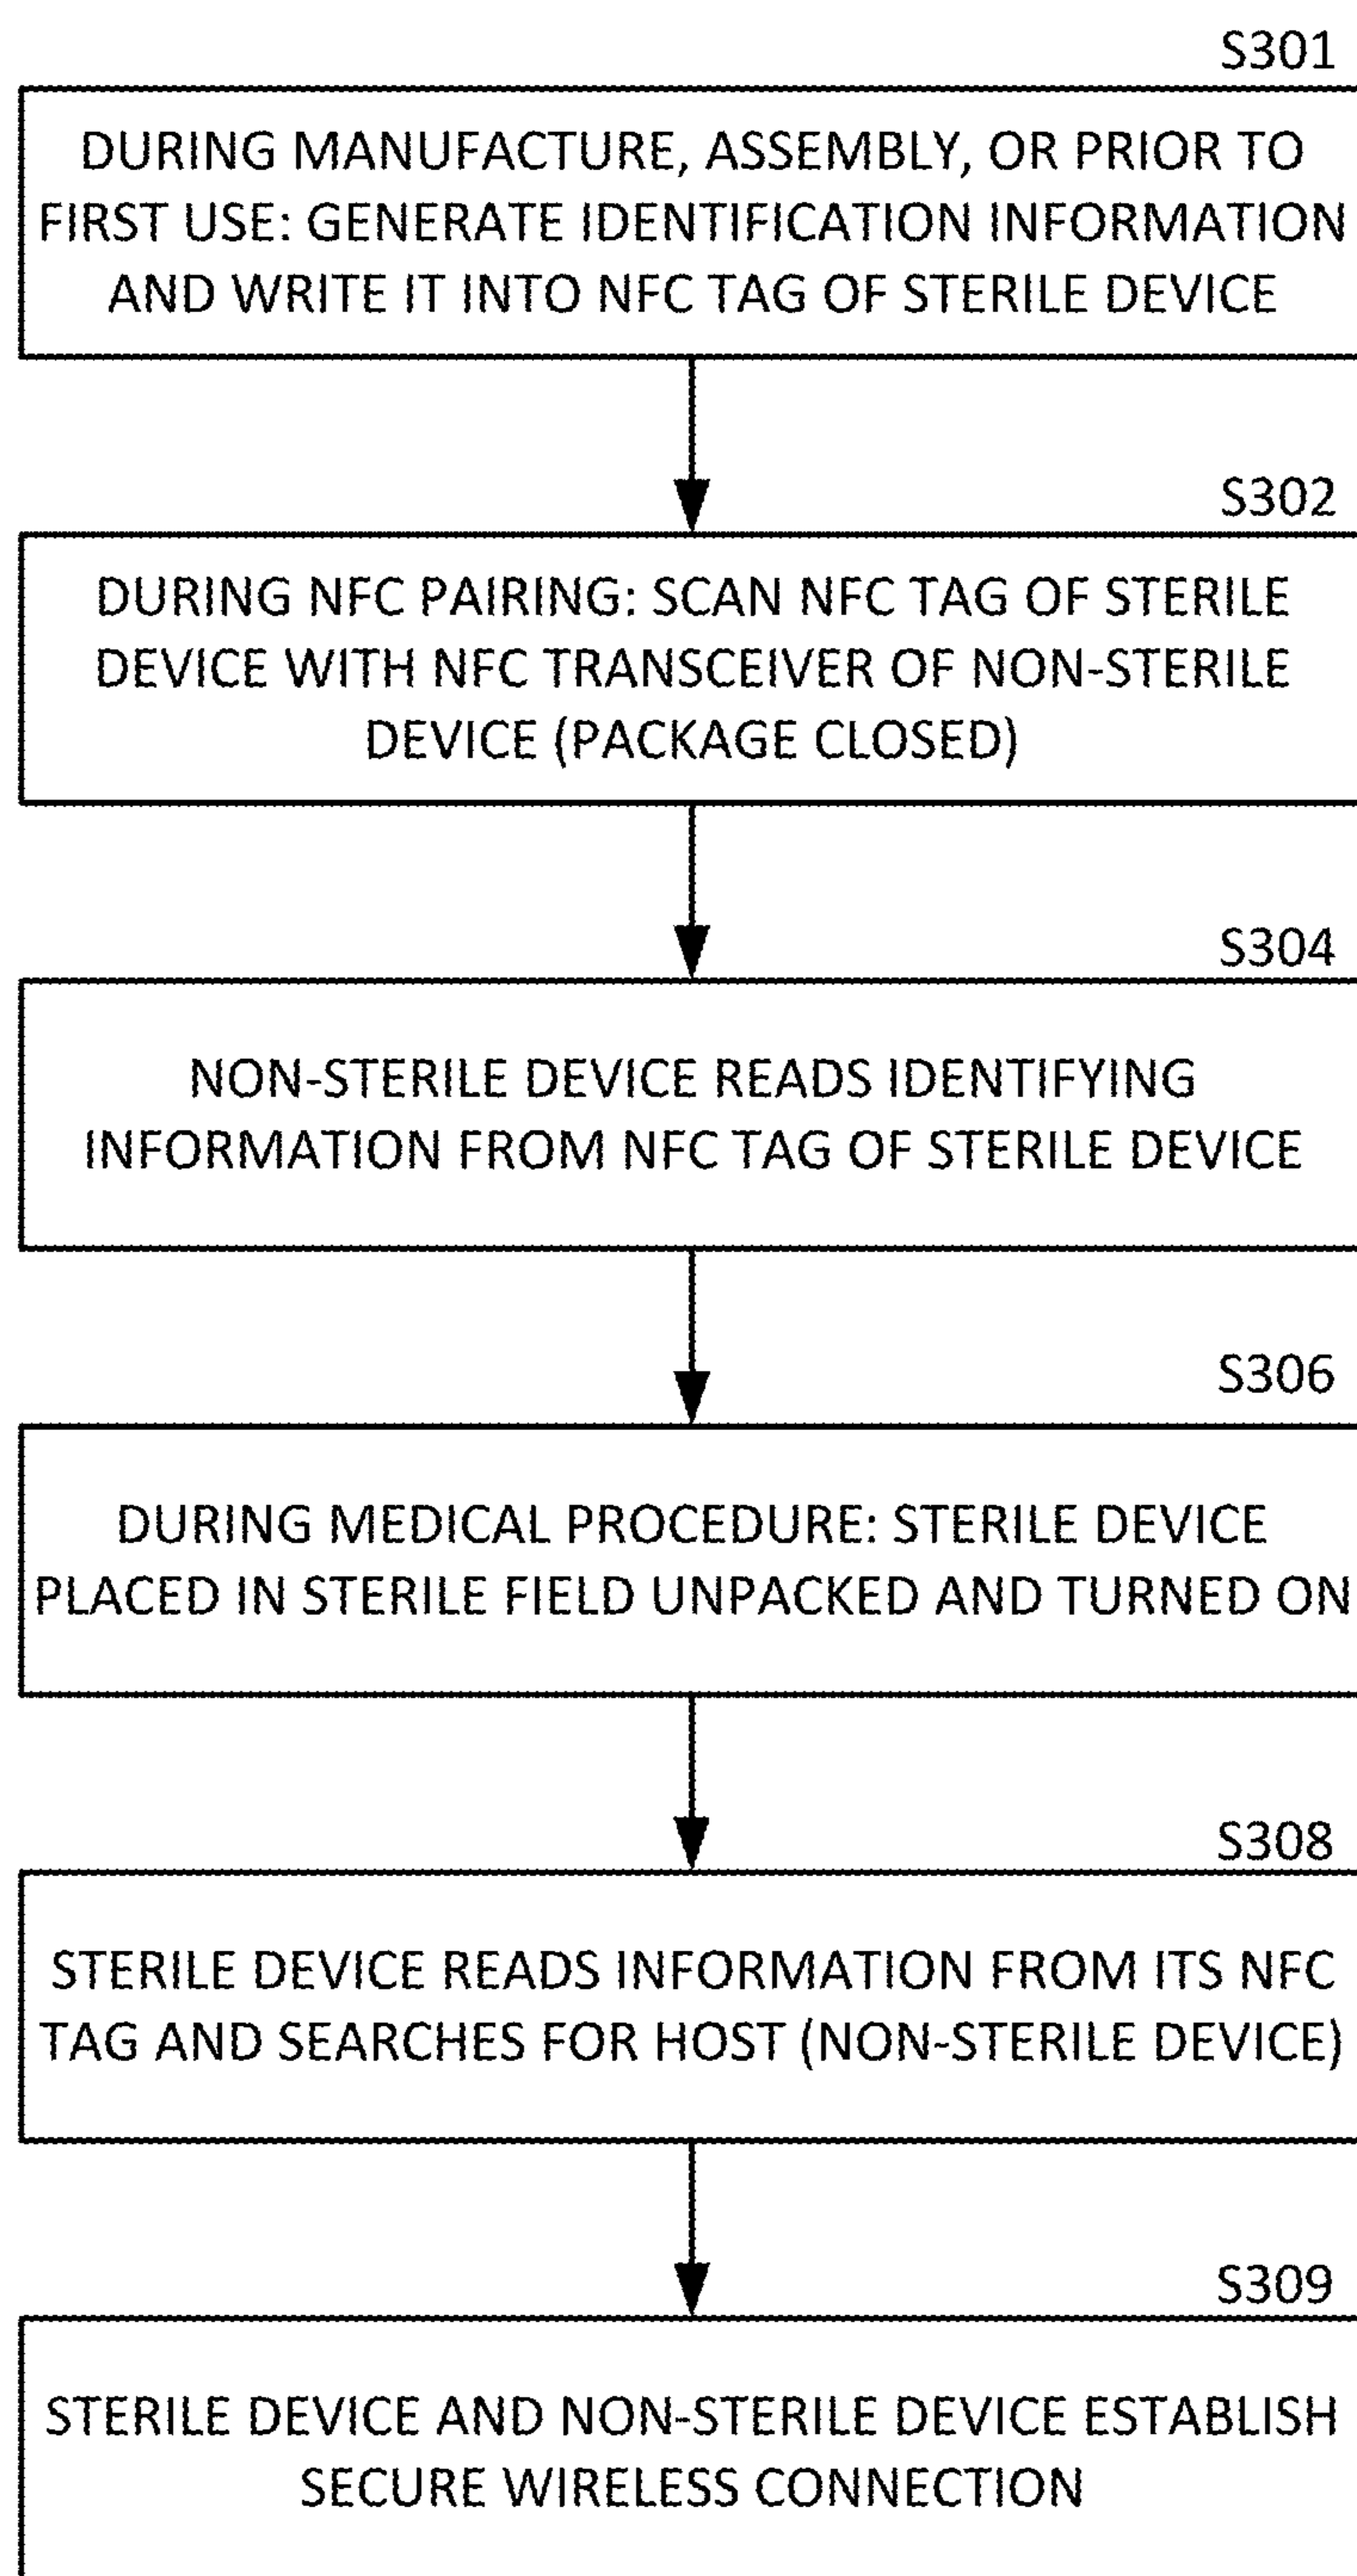 S301
DURING MANUFACTURE, ASSEMBLY, OR PRIOR TO
FIRST USE: GENERATE IDENTIFICATION INFORMATION
AND WRITE IT INTO NFC TAG OF STERILE DEVICE
S302
DURING NFC PAIRING: SCAN NFC TAG OF STERILE
DEVICE WITH NFC TRANSCEIVER OF NON-STERILE
DEVICE (PACKAGE CLOSED)
S304
NON-STERILE DEVICE READS IDENTIFYING
INFORMATION FROM NFC TAG OF STERILE DEVICE
S306
DURING MEDICAL PROCEDURE: STERILE DEVICE
PLACED IN STERILE FIELD UNPACKED AND TURNED ON
S308
STERILE DEVICE READS INFORMATION FROM ITS NFC
TAG AND SEARCHES FOR HOST (NON-STERILE DEVICE)
S309
STERILE DEVICE AND NON-STERILE DEVICE ESTABLISH
SECURE WIRELESS CONNECTION